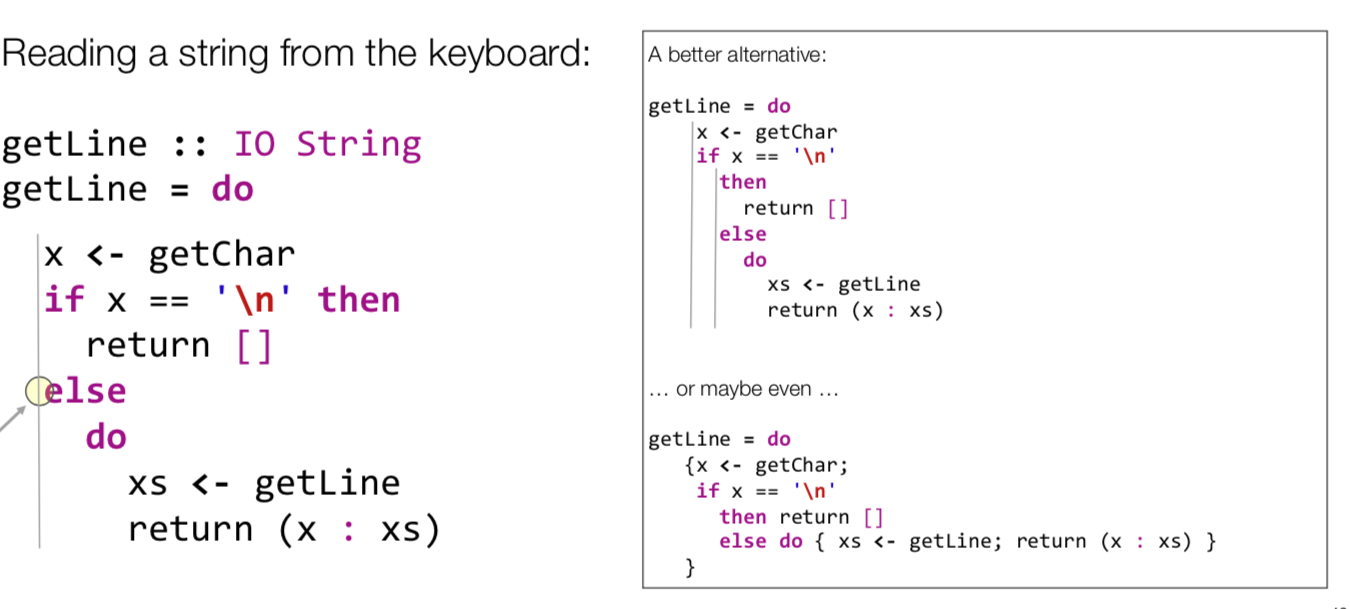 Reading a string from the keyboard:
getLine :: IO String
getLine = do
x <- getChar
if x == '\n' then
return []
else
do
xs <- getLine
return (x : xs)
A better alternative:
getLine = do
x <- getChar
if x == '\n'
then
return []
else
do
xs <- getLine
return (x : xs)
… or maybe even …
getLine = do
{x <- getChar;
if x == '\n'
then return []
else do { xs <- getLine; return (x : xs) }
}